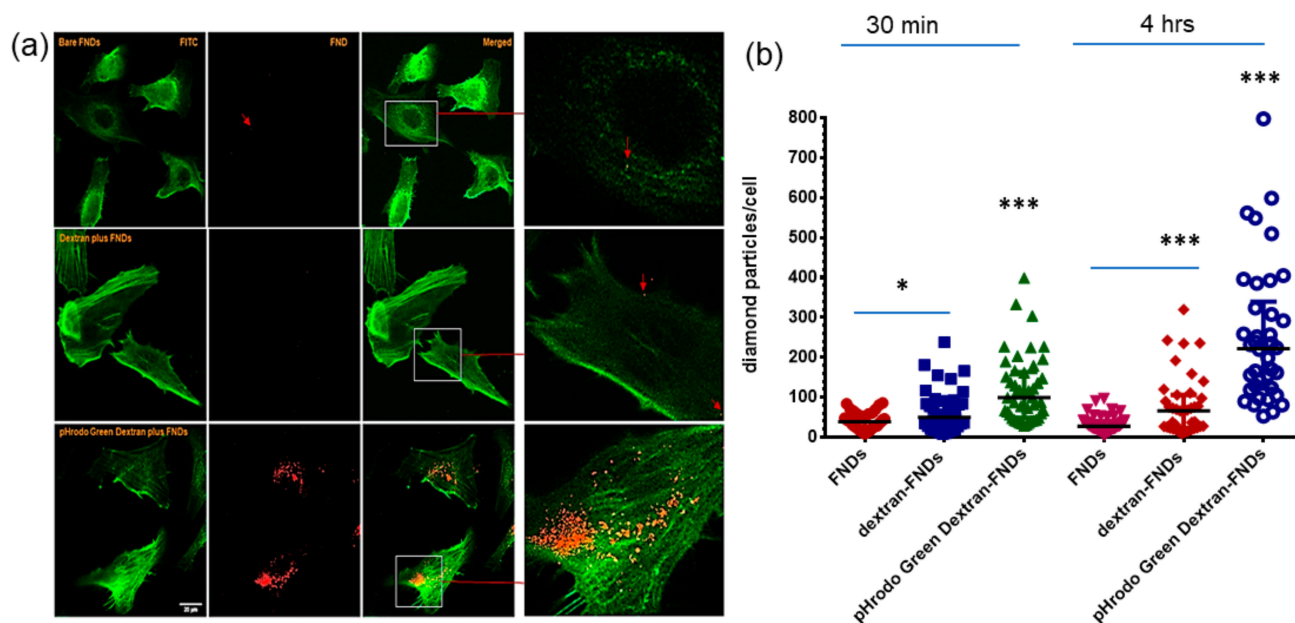 (a)
Bare FNDs FITC FND Merged
Dextran plus FNDs
pHrodo Green Dextran plus FNDs
20 µm
30 min 4 hrs
(b)
diamond particles/cell
***
800
700
600
***
500
***
400
*
300
200
100
0
FNDs
dextran-FNDs
pHrodo Green Dextran-FNDs
FNDs
dextran-FNDs
pHrodo Green Dextran-FNDs